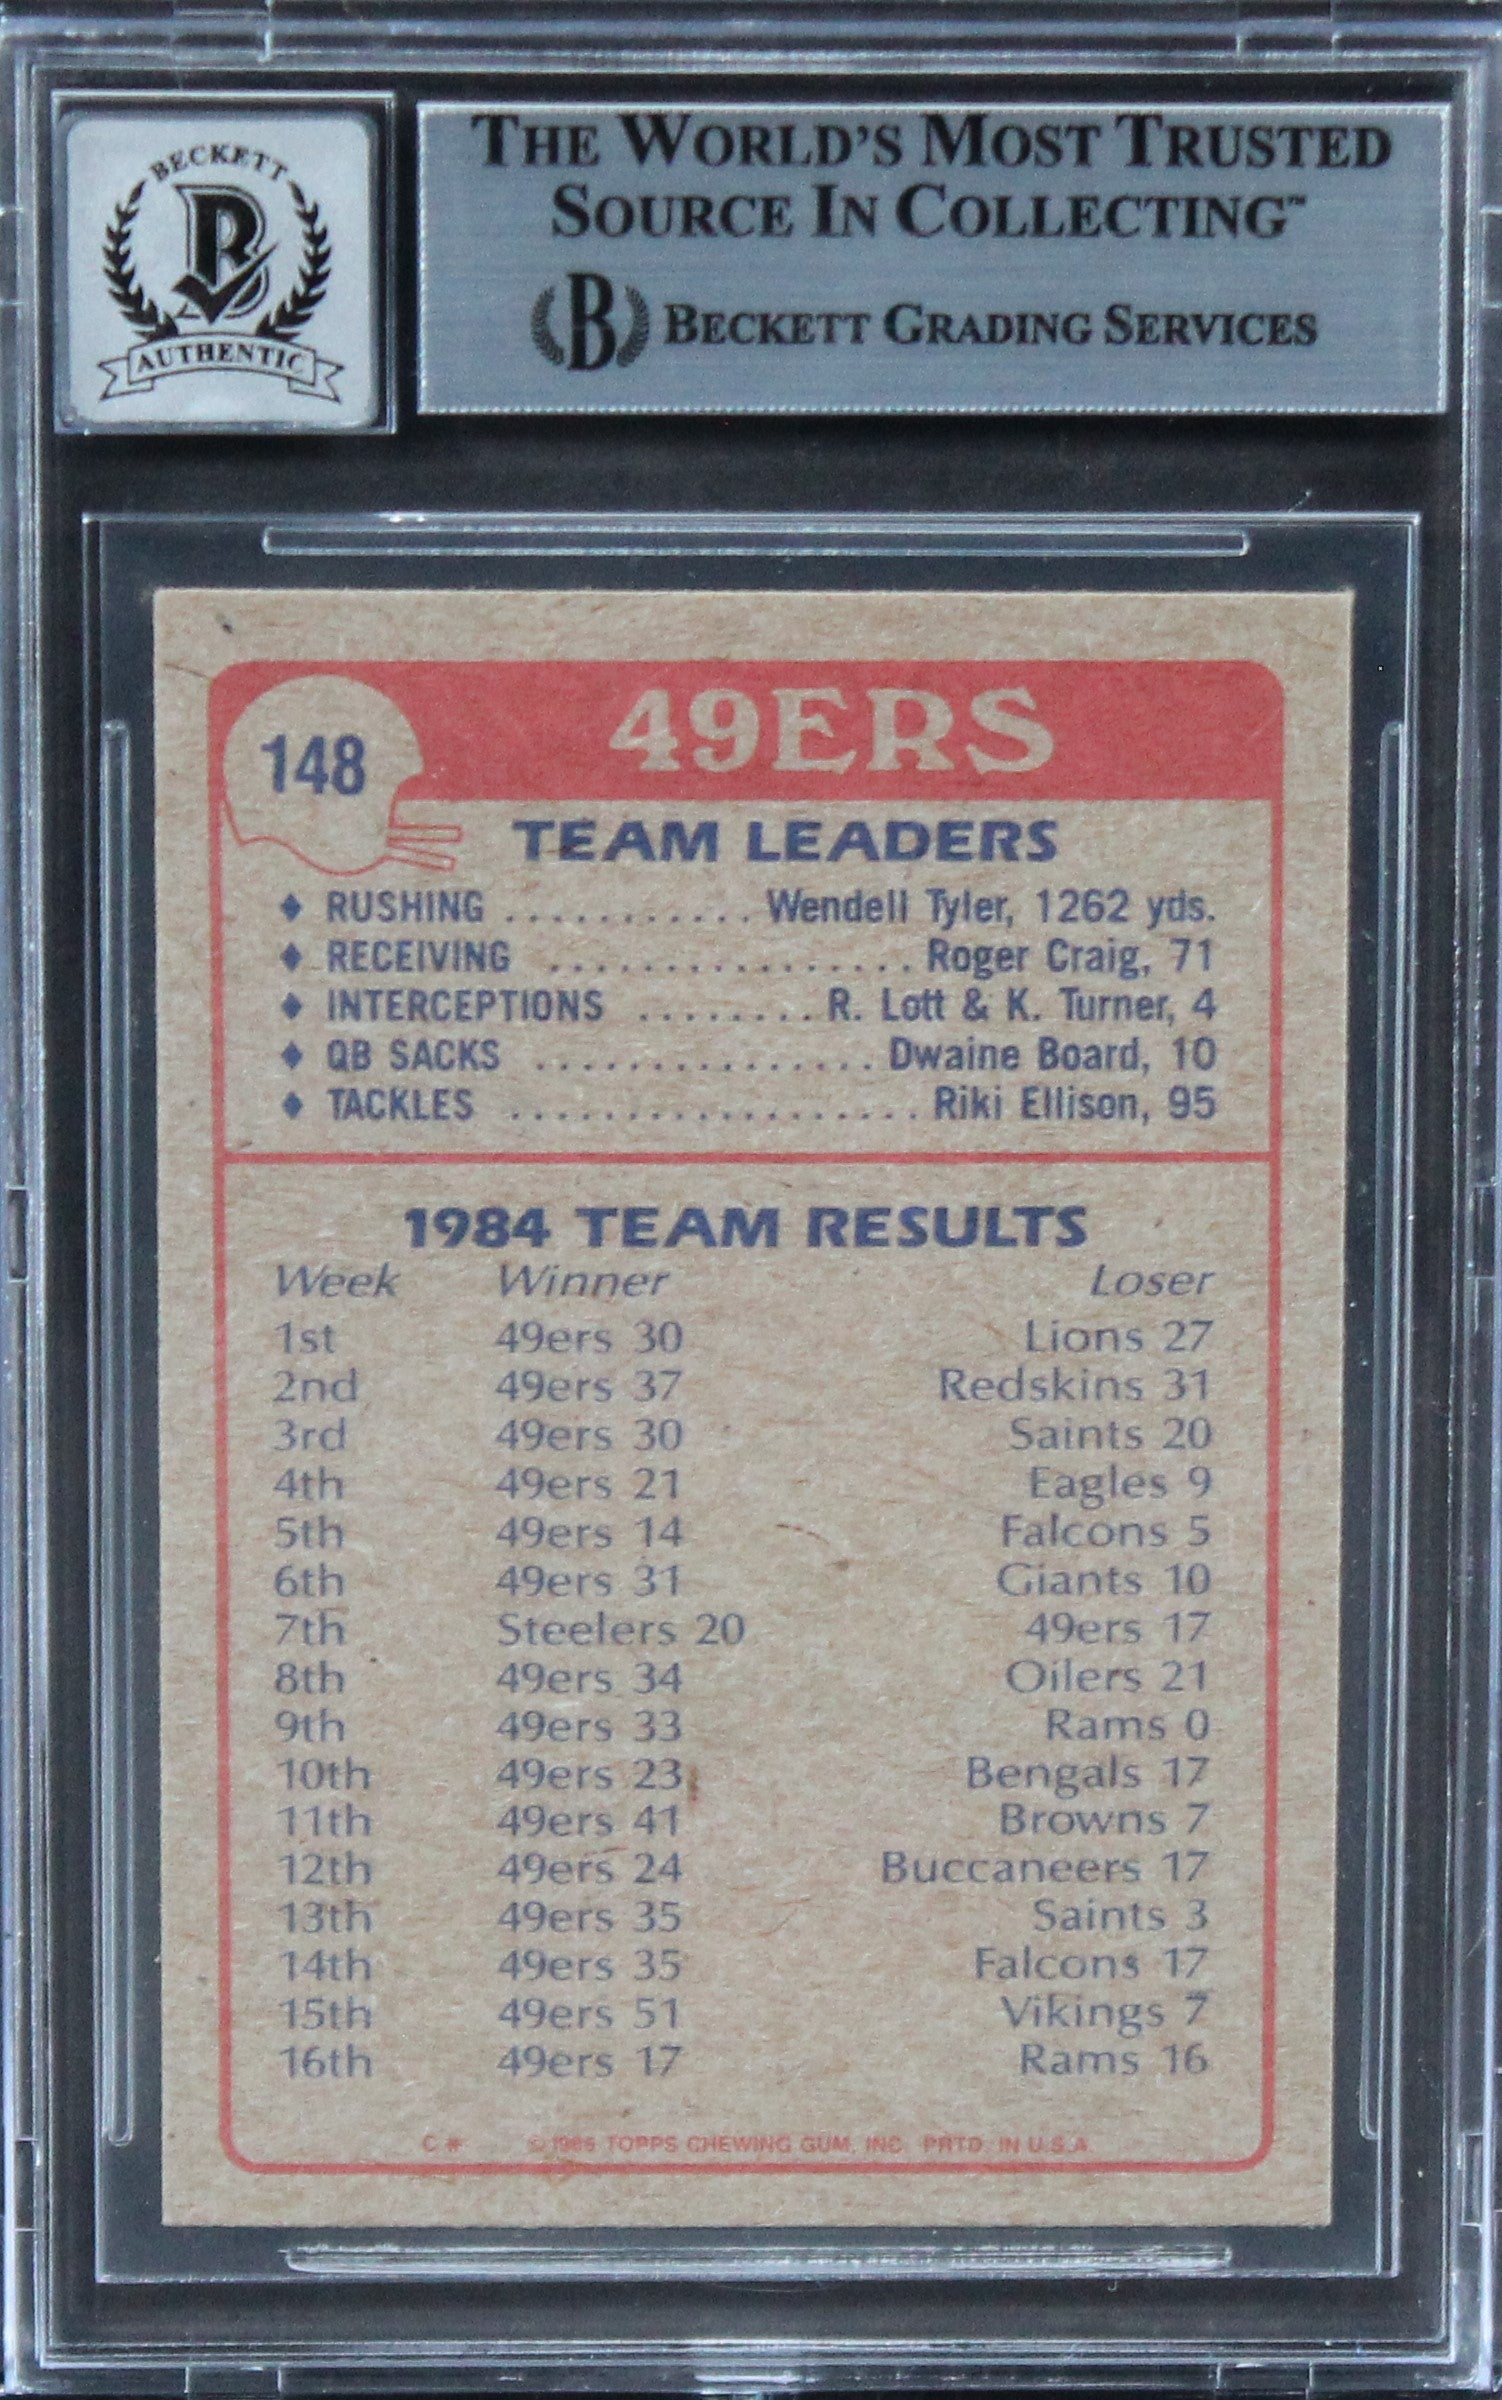 BECKETT
AUTHENTIC
THE WORLD'S MOST TRUSTED
SOURCE IN COLLECTING™
B BECKETT GRADING SERVICES
148
49ERS
TEAM LEADERS
♦ RUSHING ........... Wendell Tyler, 1262 yds.
♦ RECEIVING ................. Roger Craig, 71
♦ INTERCEPTIONS ........ R. Lott & K. Turner, 4
♦ QB SACKS ................ Dwaine Board, 10
♦ TACKLES ................... Riki Ellison, 95
1984 TEAM RESULTS
Week Winner Loser
1st 49ers 30 Lions 27
2nd 49ers 37 Redskins 31
3rd 49ers 30 Saints 20
4th 49ers 21 Eagles 9
5th 49ers 14 Falcons 5
6th 49ers 31 Giants 10
7th Steelers 20 49ers 17
8th 49ers 34 Oilers 21
9th 49ers 33 Rams 0
10th 49ers 23 Bengals 17
11th 49ers 41 Browns 7
12th 49ers 24 Buccaneers 17
13th 49ers 35 Saints 3
14th 49ers 35 Falcons 17
15th 49ers 51 Vikings 7
16th 49ers 17 Rams 16
C * © 1985 TOPPS CHEWING GUM, INC. PRTD. IN U.S.A.